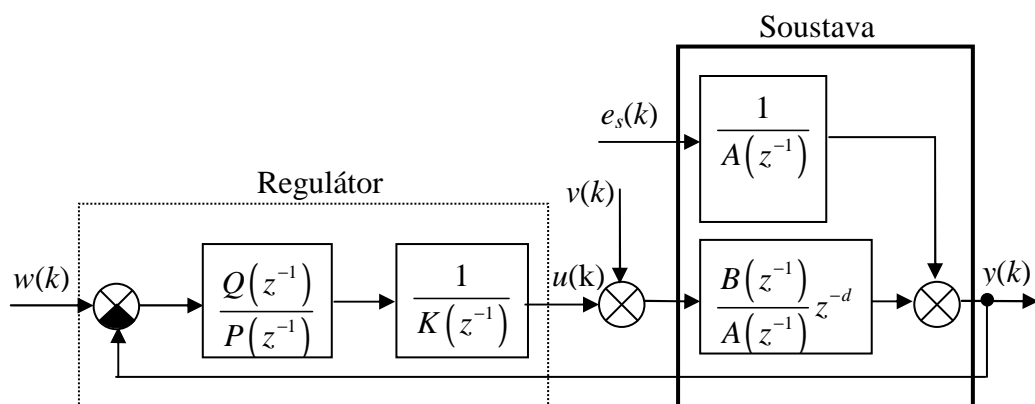 Soustava
e_s(k)
1
A(z^{-1})
Regulátor
v(k)
w(k)
Q(z^{-1})
P(z^{-1})
1
K(z^{-1})
u(k)
B(z^{-1})
A(z^{-1})
z^{-d}
y(k)